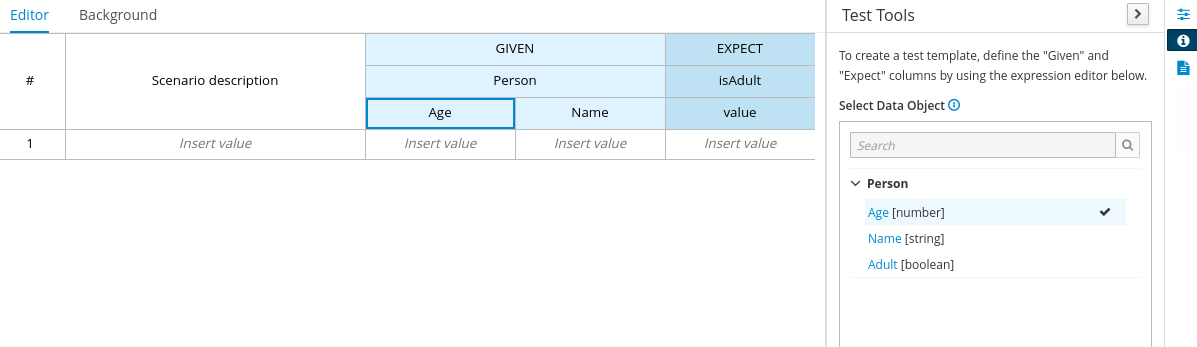 Editor Background
# Scenario description GIVEN EXPECT
Person isAdult
Age Name value
1 Insert value Insert value Insert value Insert value
Test Tools
To create a test template, define the "Given" and
"Expect" columns by using the expression editor below.
Select Data Object
Search
Person
Age [number]
Name [string]
Adult [boolean]